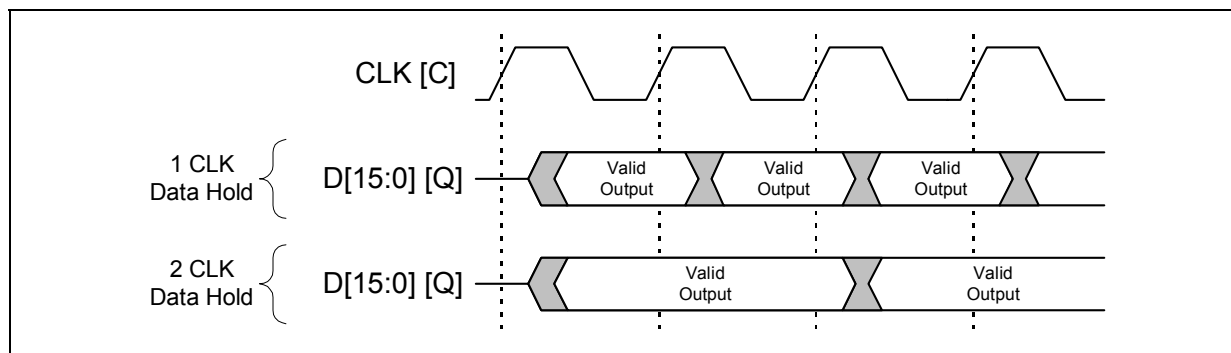 CLK [C]
1 CLK
Data Hold
D[15:0] [Q]
Valid
Output
Valid
Output
Valid
Output
2 CLK
Data Hold
D[15:0] [Q]
Valid
Output
Valid
Output